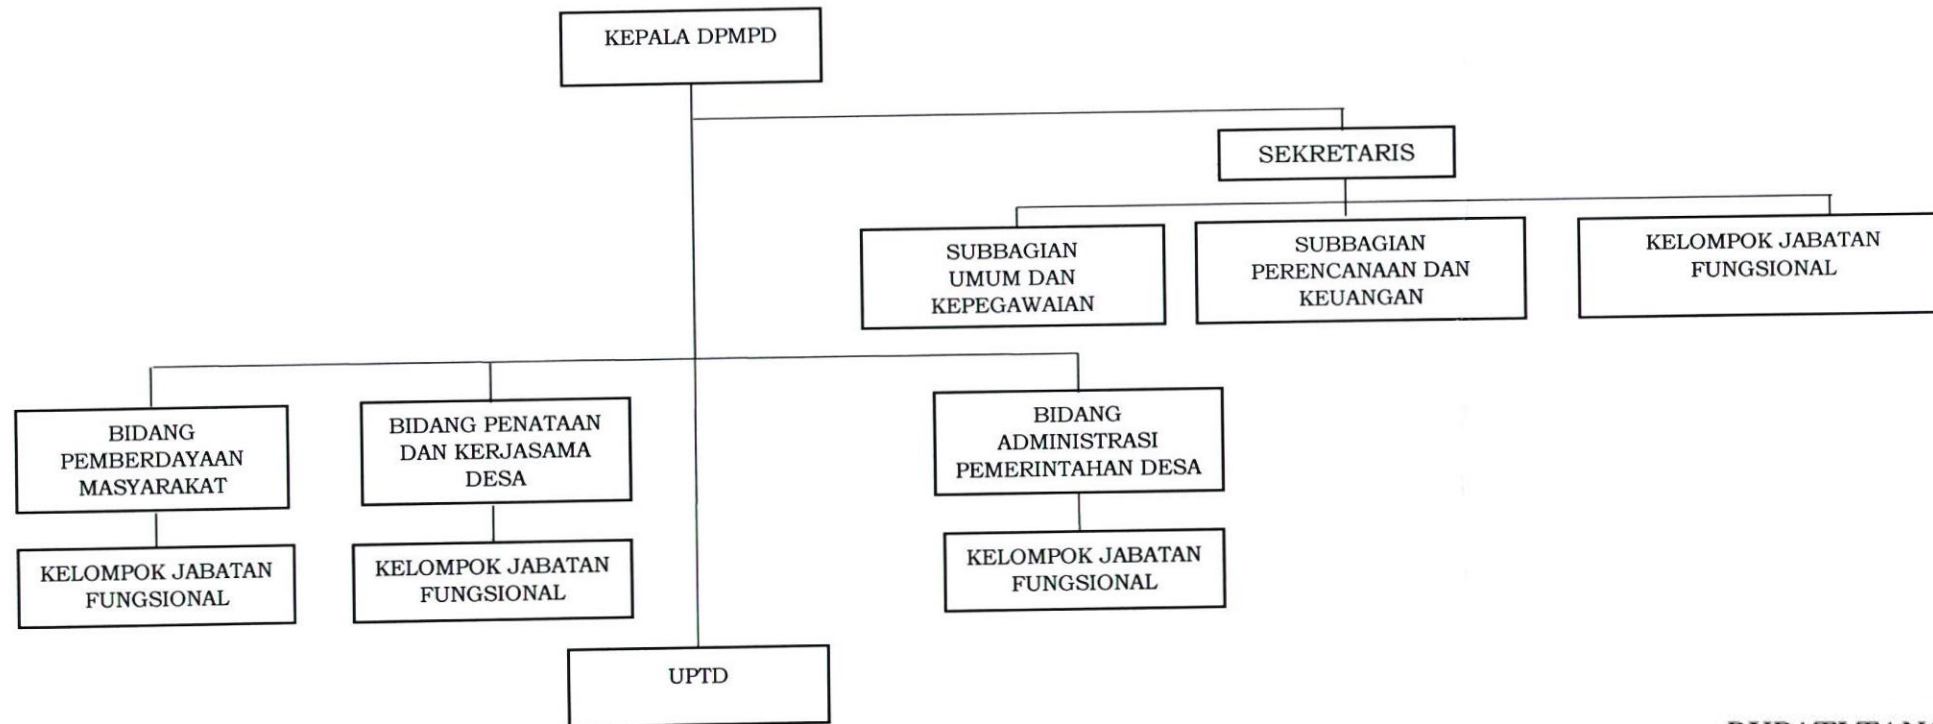 KEPALA DPMPD
SEKRETARIS
SUBBAGIAN
UMUM DAN
KEPEGAWAIAN
SUBBAGIAN
PERENCANAAN DAN
KEUANGAN
KELOMPOK JABATAN
FUNGSIONAL
BIDANG
PEMBERDAYAAN
MASYARAKAT
BIDANG PENATAAN
DAN KERJASAMA
DESA
BIDANG
ADMINISTRASI
PEMERINTAHAN DESA
KELOMPOK JABATAN
FUNGSIONAL
KELOMPOK JABATAN
FUNGSIONAL
KELOMPOK JABATAN
FUNGSIONAL
UPTD